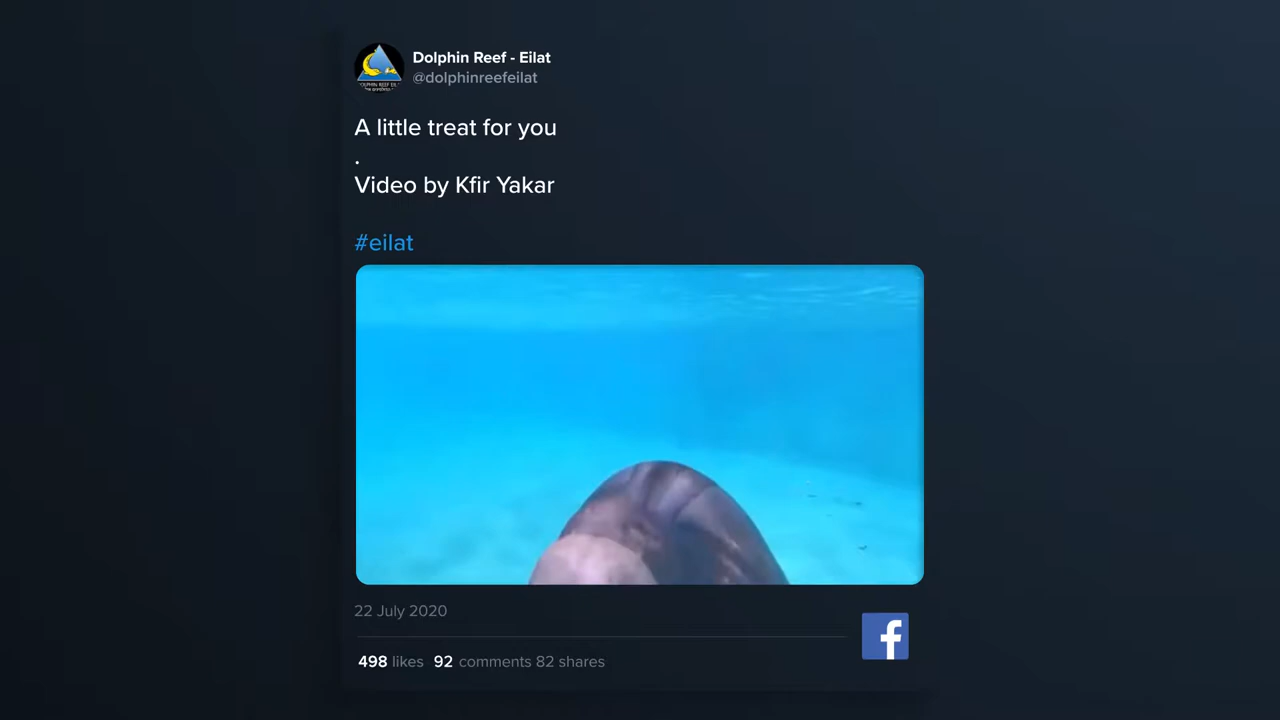 Dolphin Reef - Eilat
@dolphinreefeilat
A little treat for you
.
Video by Kfir Yakar
#eilat
22 July 2020
498 likes 92 comments 82 shares